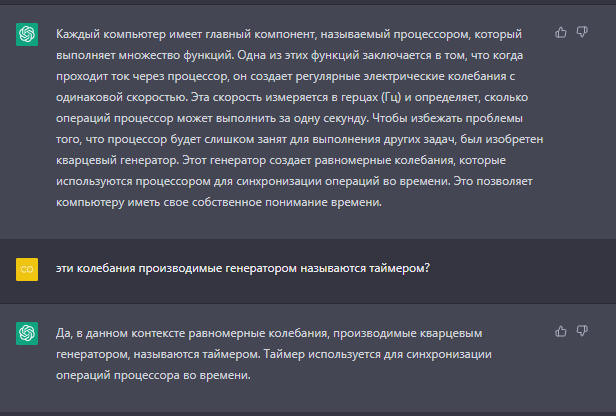 Каждый компьютер имеет главный компонент, называемый процессором, который
выполняет множество функций. Одна из этих функций заключается в том, что когда
проходит ток через процессор, он создает регулярные электрические колебания с
одинаковой скоростью. Эта скорость измеряется в герцах (Гц) и определяет, сколько
операций процессор может выполнить за одну секунду. Чтобы избежать проблемы
того, что процессор будет слишком занят для выполнения других задач, был изобретен
кварцевый генератор. Этот генератор создает равномерные колебания, которые
используются процессором для синхронизации операций во времени. Это позволяет
компьютеру иметь свое собственное понимание времени.
CO
эти колебания производимые генератором называются таймером?
Да, в данном контексте равномерные колебания, производимые кварцевым
генератором, называются таймером. Таймер используется для синхронизации
операций процессора во времени.